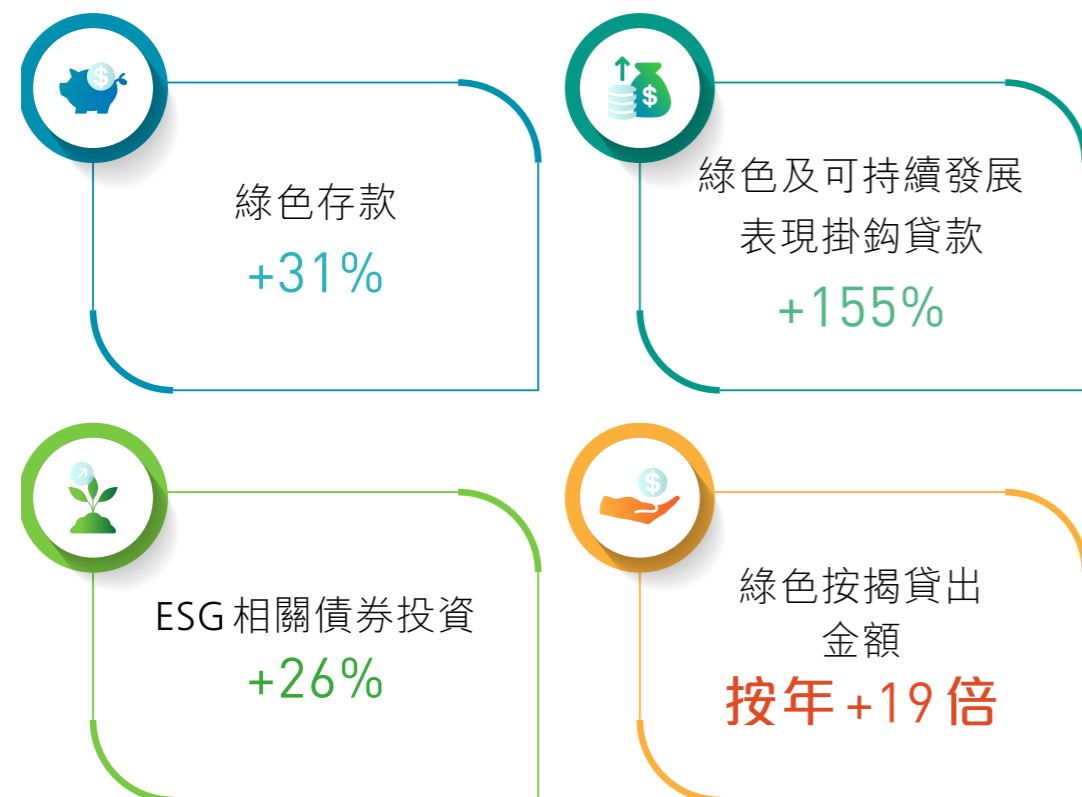 綠色存款
+31%
綠色及可持續發展
表現掛鈎貸款
+155%
ESG 相關債券投資
+26%
綠色按揭貸出
金額
按年 +19 倍